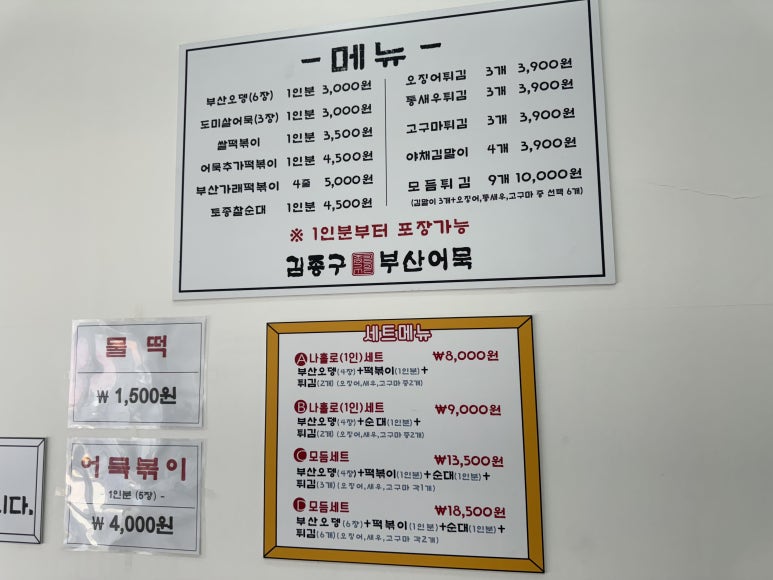 - 메뉴 -
부산오뎅(6장) 1인분 3,000원
도미살어묵(3장) 1인분 3,000원
쌀떡볶이 1인분 3,500원
어묵추가떡볶이 1인분 4,500원
부산가래떡볶이 4줄 5,000원
토종찰순대 1인분 4,500원
오징어튀김 3개 3,900원
통새우튀김 3개 3,900원
고구마튀김 3개 3,900원
야채김말이 4개 3,900원
모듬튀김 9개 10,000원
(김말이 3개+오징어,통새우,고구마 중 선택 6개)
※ 1인분부터 포장가능
김종구 부산어묵
물떡
₩ 1,500원
어묵볶이
- 1인분 (5장) -
₩ 4,000원
니다.
세트메뉴
A 나홀로(1인)세트 ₩8,000원
부산오뎅(4장)+떡볶이(1인분)+
튀김(2개) (오징어,새우,고구마 중2개)
B 나홀로(1인)세트 ₩9,000원
부산오뎅(4장)+순대(1인분)+
튀김(2개) (오징어,새우,고구마 중2개)
C 모듬세트 ₩13,500원
부산오뎅(4장)+떡볶이(1인분)+순대(1인분)+
튀김(3개) (오징어,새우,고구마 각1개)
D 모듬세트 ₩18,500원
부산오뎅(6장)+떡볶이(1인분)+순대(1인분)+
튀김(6개) (오징어,새우,고구마 각2개)